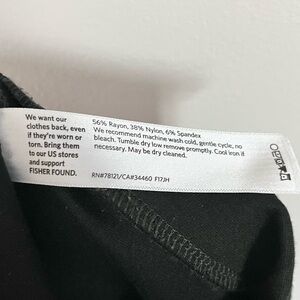 We want our
clothes back, even
if they're worn or
torn. Bring them
to our US stores
and support
FISHER FOUND.
56% Rayon, 38% Nylon, 6% Spandex
We recommend machine wash cold, gentle cycle, no
bleach. Tumble dry low remove promptly. Cool iron if
necessary. May be dry cleaned.
RN#78121/CA#34460 F17JH